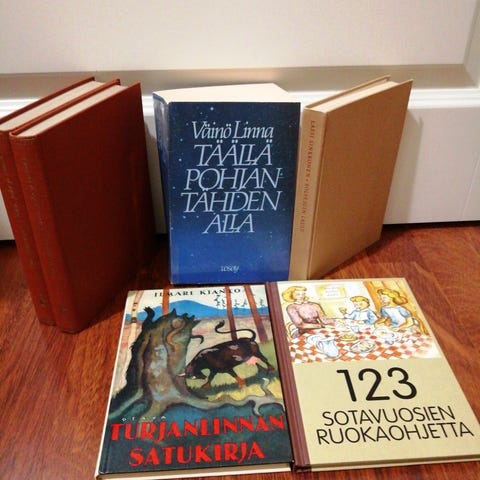 Väinö Linna
TÄÄLLÄ
POHJAN-
TÄHDEN
ALLA
wsoy
ILMARI KIANTO
OTAVA
TURJANLINNAN
SATUKIRJA
123
SOTAVUOSIEN
RUOKAOHJETTA